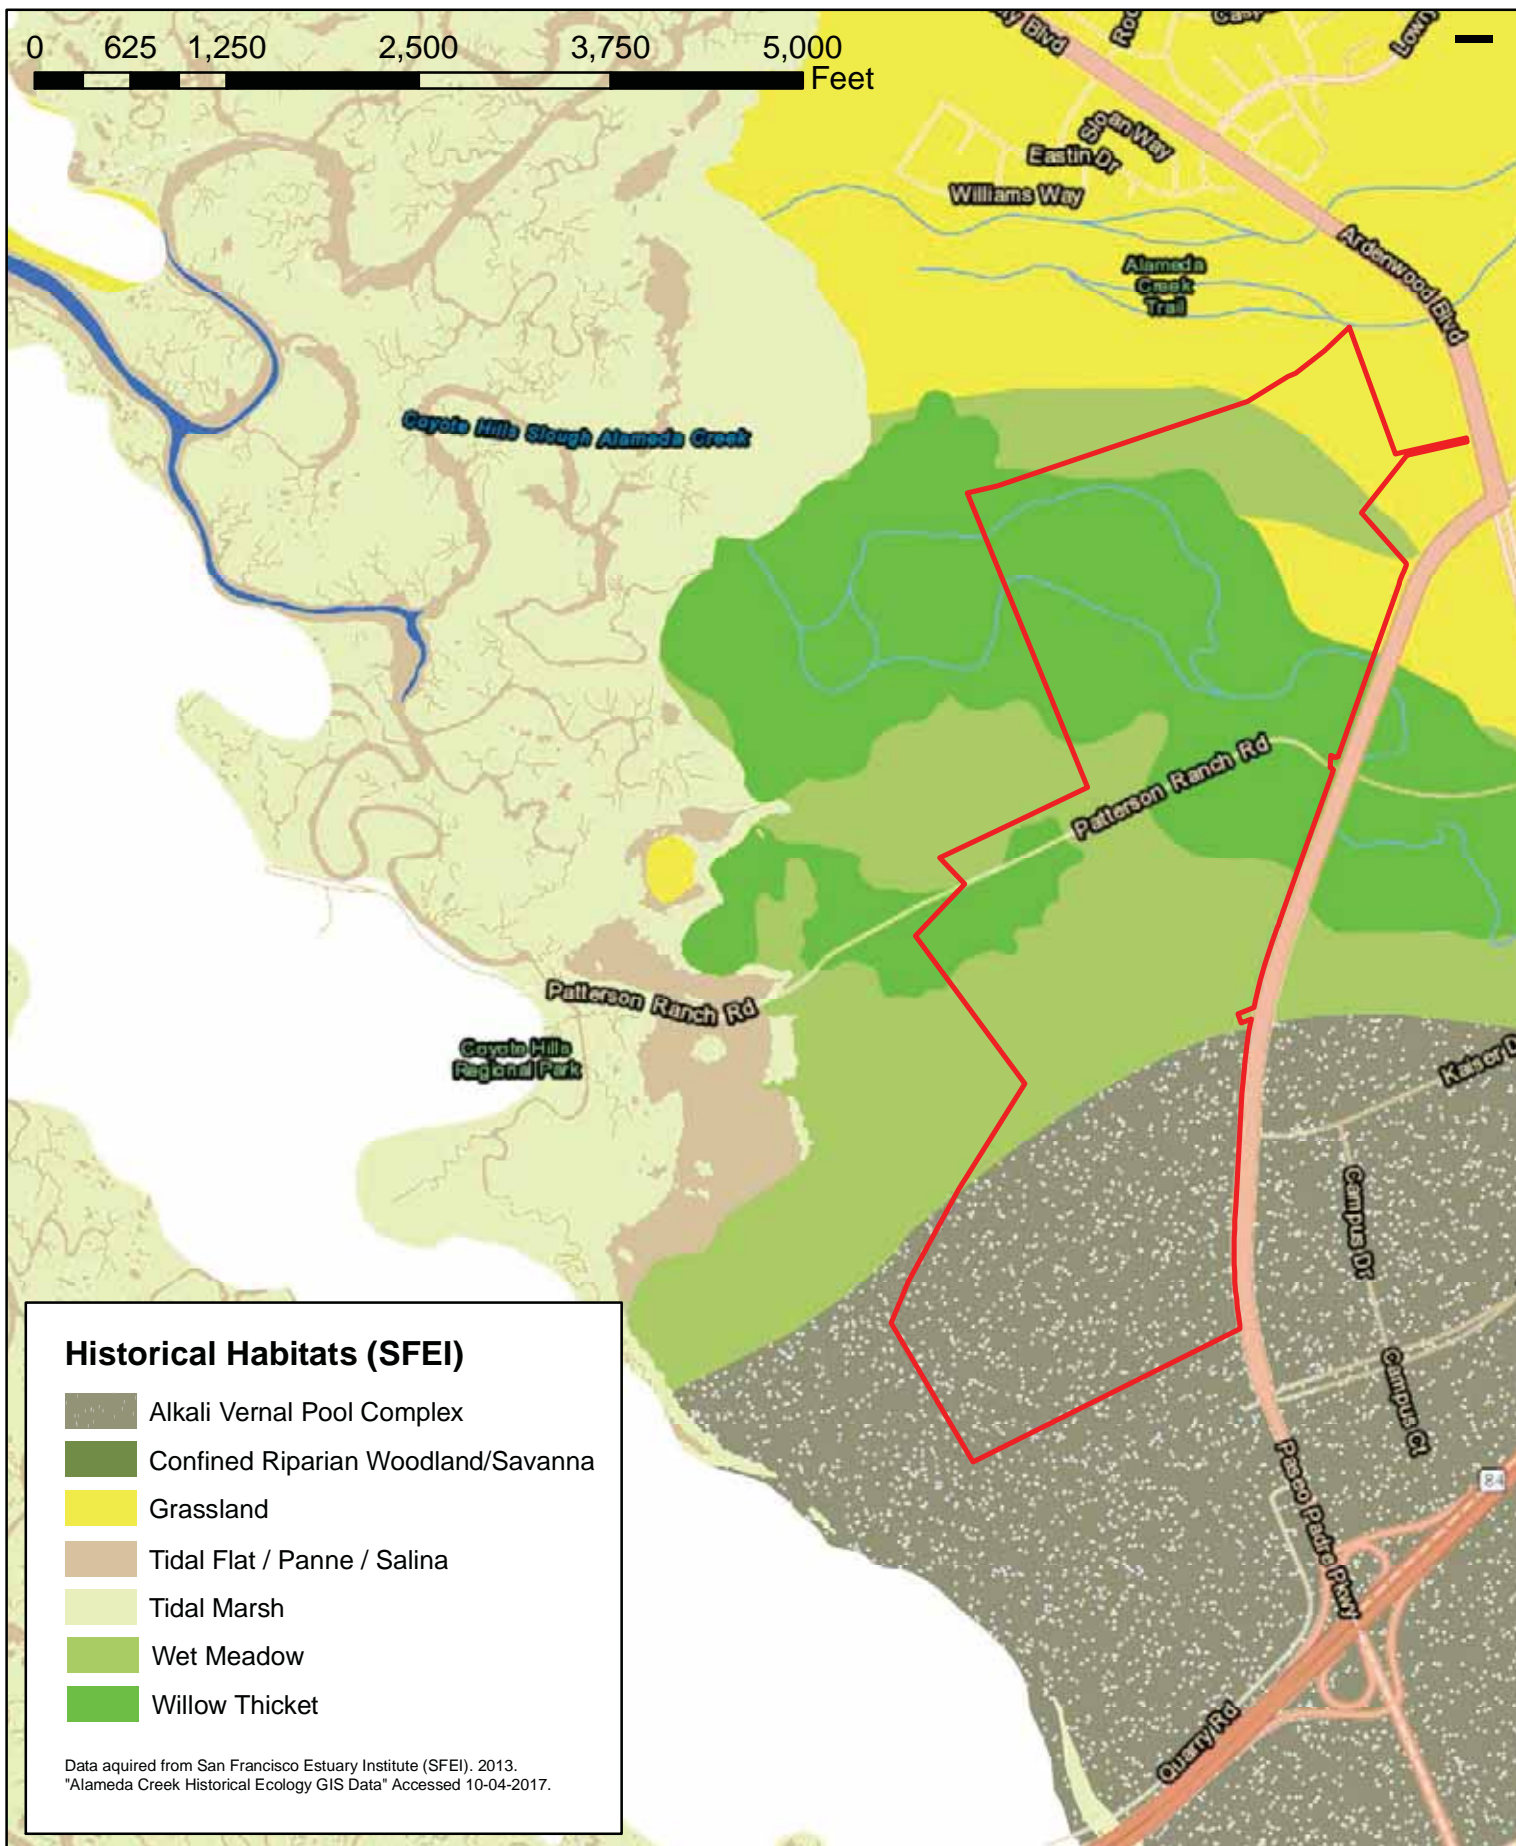 0 625 1,250 2,500 3,750 5,000
Feet
Blvd
Lowry
Sloan Way
Eastin Dr
Williams Way
Alameda
Creek
Trail
Ardenwood Blvd
Coyote Hills Slough Alameda Creek
Patterson Ranch Rd
Patterson Ranch Rd
Coyote Hills
Regional Park
Kaiser D
Campus Dr
Campus Ct
Paseo Padre Pkwy
84
Quarry Rd
Historical Habitats (SFEI)
Alkali Vernal Pool Complex
Confined Riparian Woodland/Savanna
Grassland
Tidal Flat / Panne / Salina
Tidal Marsh
Wet Meadow
Willow Thicket
Data aquired from San Francisco Estuary Institute (SFEI). 2013.
"Alameda Creek Historical Ecology GIS Data" Accessed 10-04-2017.